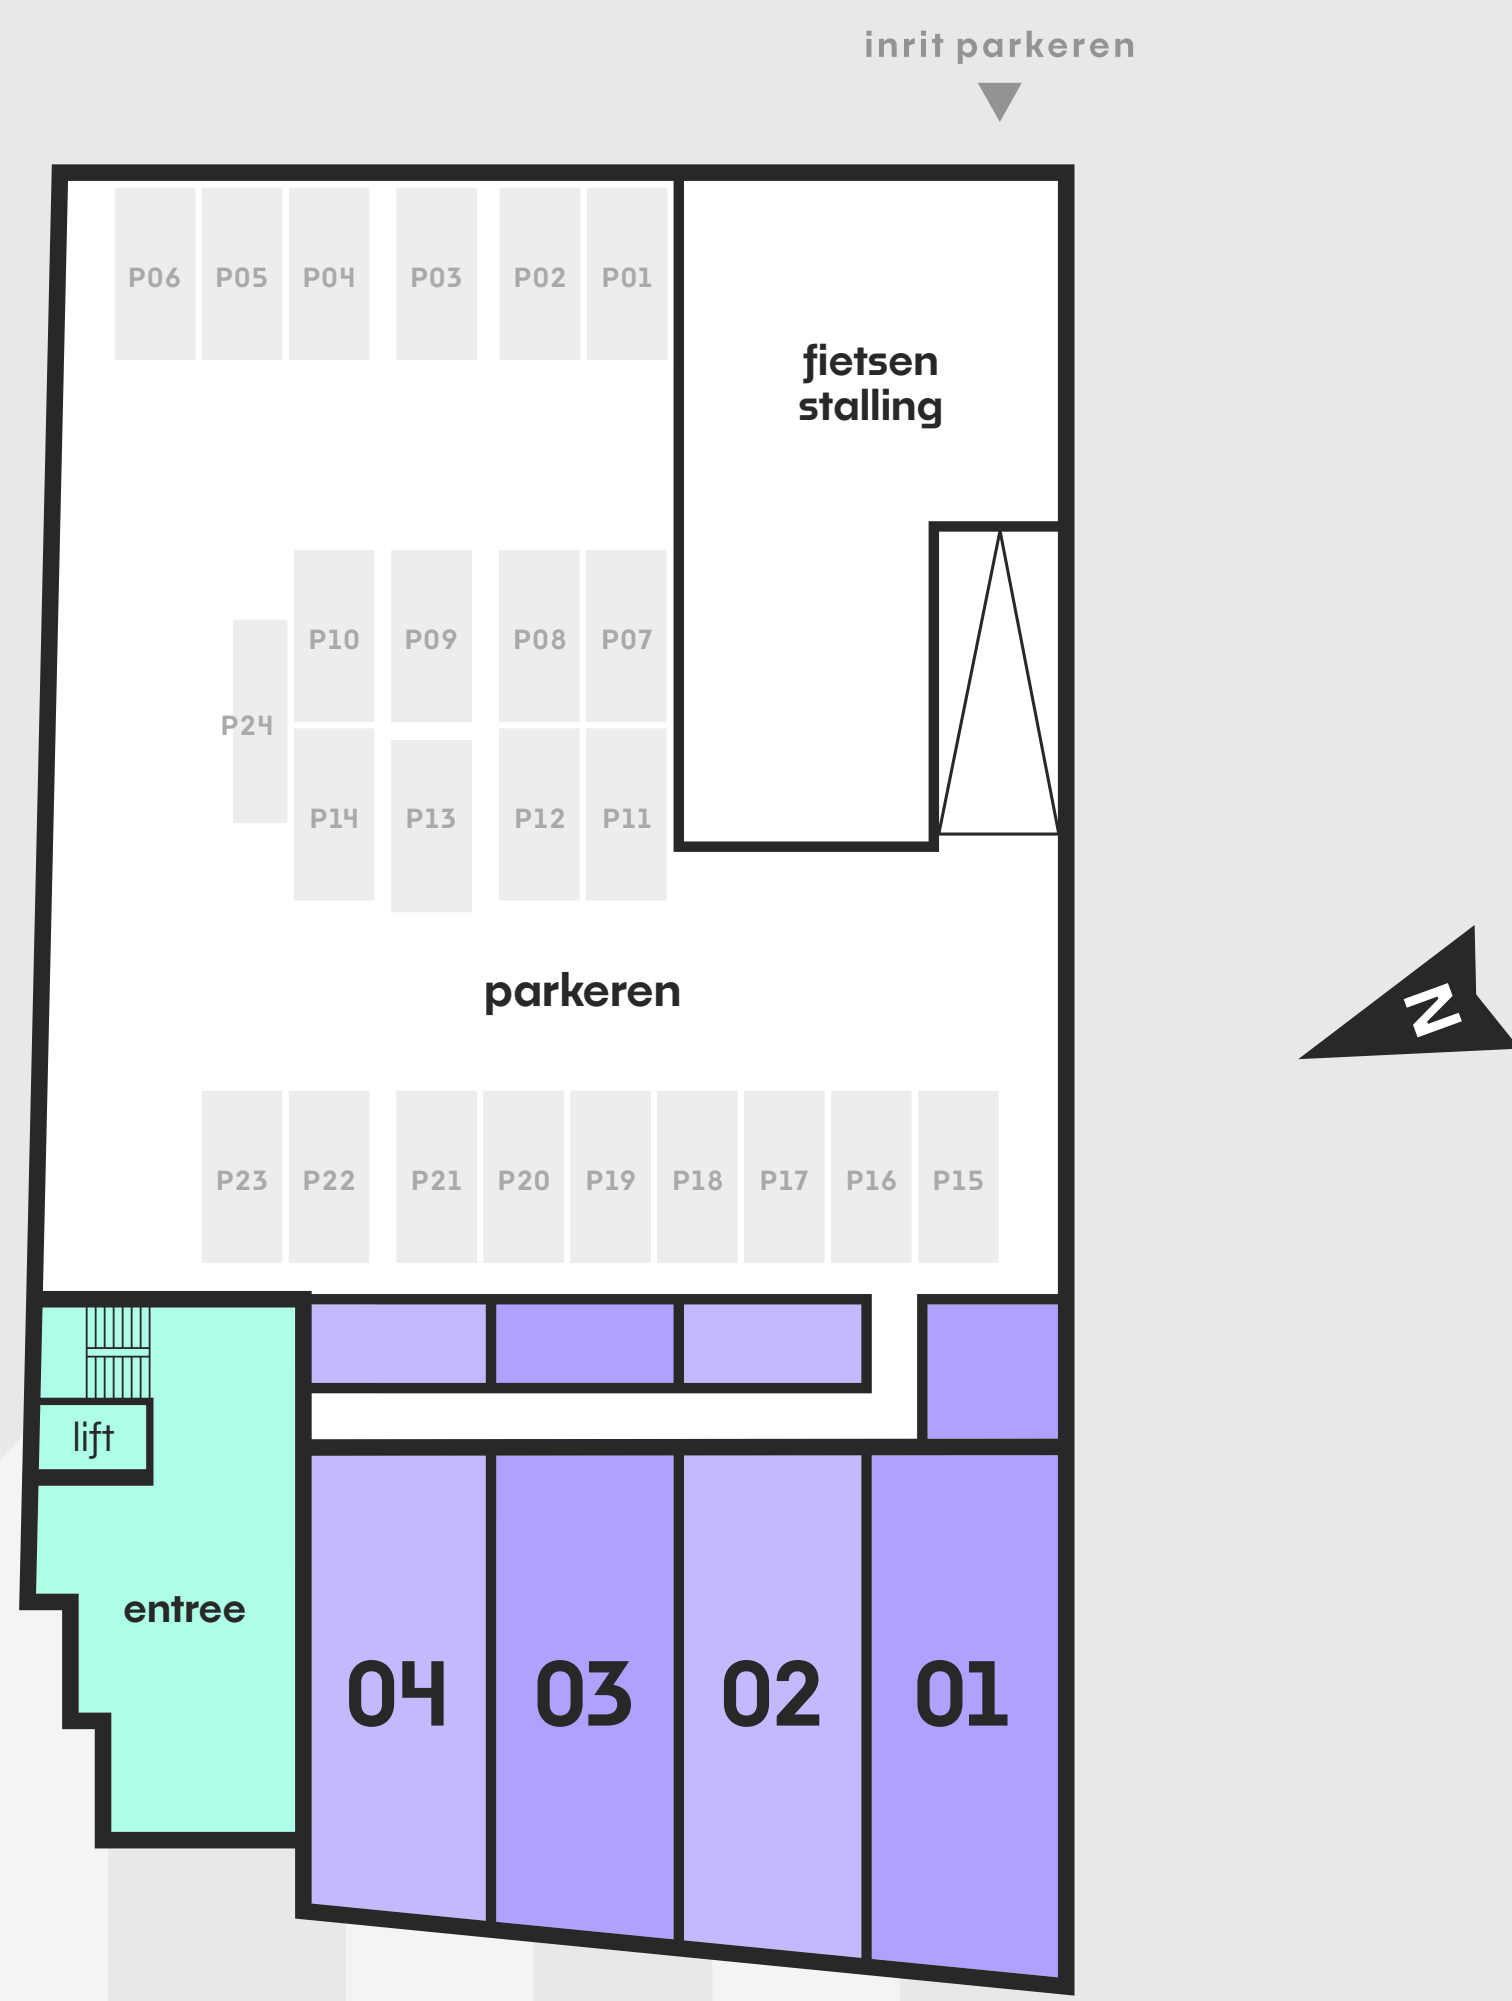 inrit parkeren
P06 P05 P04 P03 P02 P01
fietsen
stalling
P10 P09 P08 P07
P24
P14 P13 P12 P11
parkeren
N
P23 P22 P21 P20 P19 P18 P17 P16 P15
lift
entree
04 03 02 01